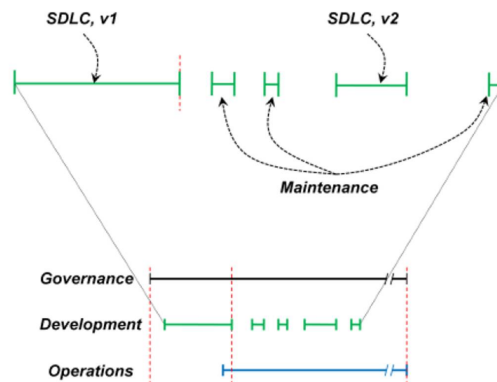 SDLC, v1
SDLC, v2
Maintenance
Governance
Development
Operations